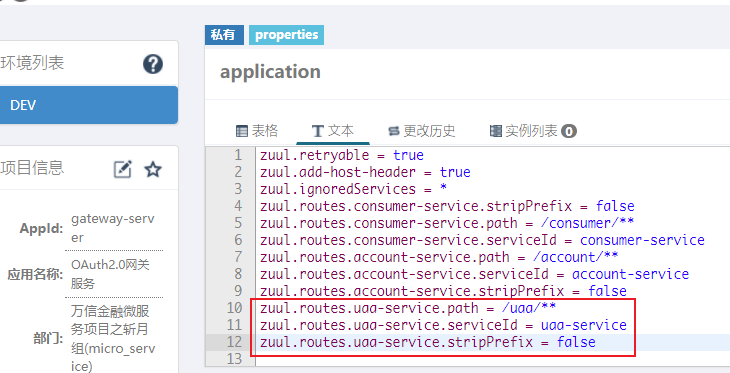 私有 properties
环境列表
application
DEV
表格 文本 更改历史 实例列表 0
项目信息
AppId: gateway-serv
er
应用名称: OAuth2.0网关
服务
部门: 万信金融微服
务项目之斩月
组(micro_serv
ice)
1 zuul.retryable = true
2 zuul.add-host-header = true
3 zuul.ignoredServices = *
4 zuul.routes.consumer-service.stripPrefix = false
5 zuul.routes.consumer-service.path = /consumer/**
6 zuul.routes.consumer-service.serviceId = consumer-service
7 zuul.routes.account-service.path = /account/**
8 zuul.routes.account-service.serviceId = account-service
9 zuul.routes.account-service.stripPrefix = false
10 zuul.routes.uaa-service.path = /uaa/**
11 zuul.routes.uaa-service.serviceId = uaa-service
12 zuul.routes.uaa-service.stripPrefix = false
13